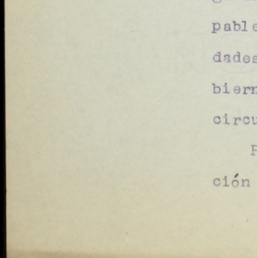 pable
dades
biern
circu
P
ción